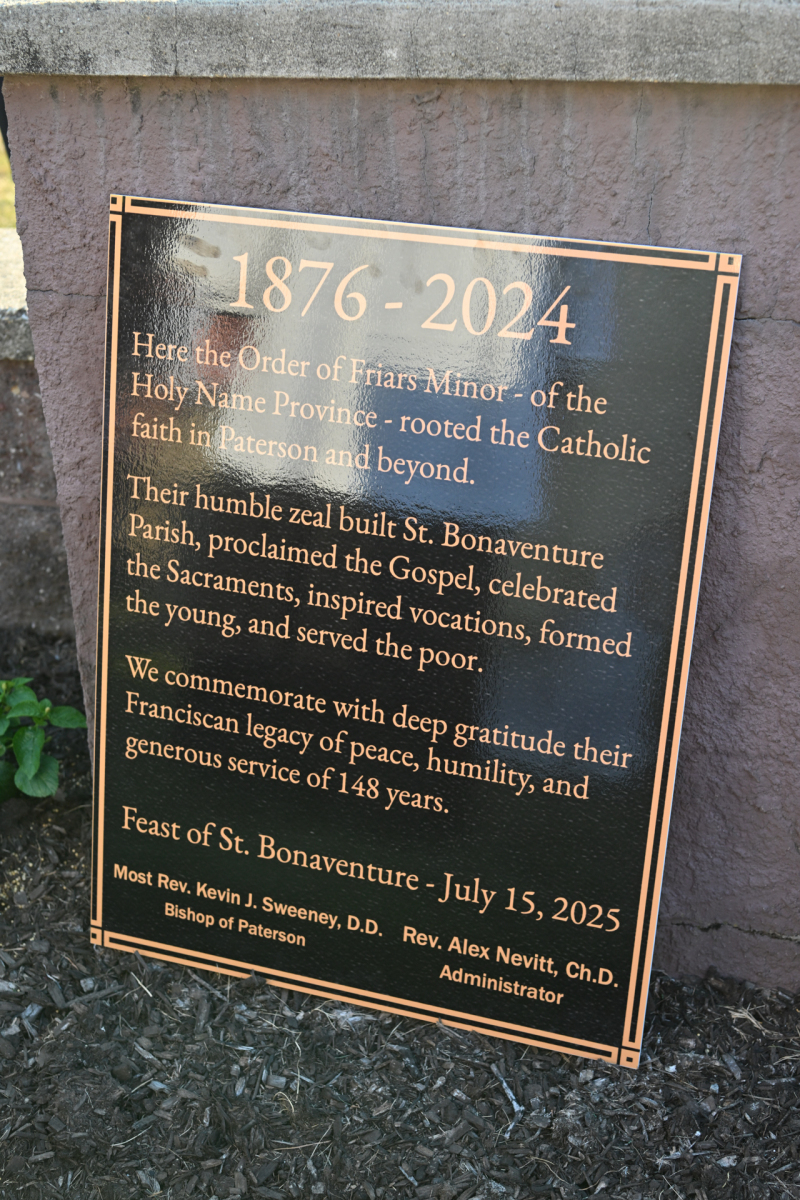 1876 - 2024
Here the Order of Friars Minor - of the
Holy Name Province - rooted the Catholic
faith in Paterson and beyond.
Their humble zeal built St. Bonaventure
Parish, proclaimed the Gospel, celebrated
the Sacraments, inspired vocations, formed
the young, and served the poor.
We commemorate with deep gratitude their
Franciscan legacy of peace, humility, and
generous service of 148 years.
Feast of St. Bonaventure - July 15, 2025
Most Rev. Kevin J. Sweeney, D.D.
Bishop of Paterson
Rev. Alex Nevitt, Ch.D.
Administrator